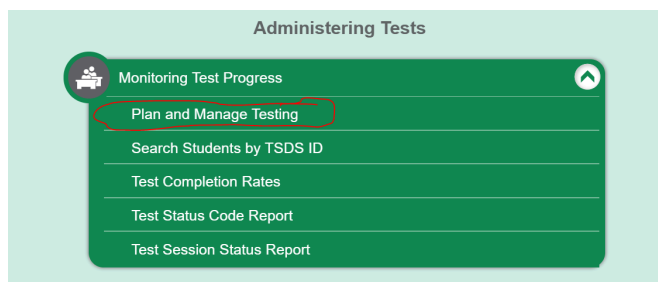 Administering Tests
Monitoring Test Progress
Plan and Manage Testing
Search Students by TSDS ID
Test Completion Rates
Test Status Code Report
Test Session Status Report